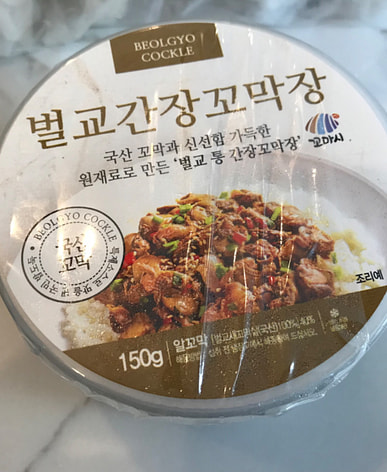 BEOLGYO
COCKLE
벌교간장꼬막장
국산 꼬막과 신선함 가득한
원재료로 만든 '벌교 통 간장꼬막장'
꼬마시
BEOLGYO COCKLE
국산
꼬막
조리예
150g
알꼬막